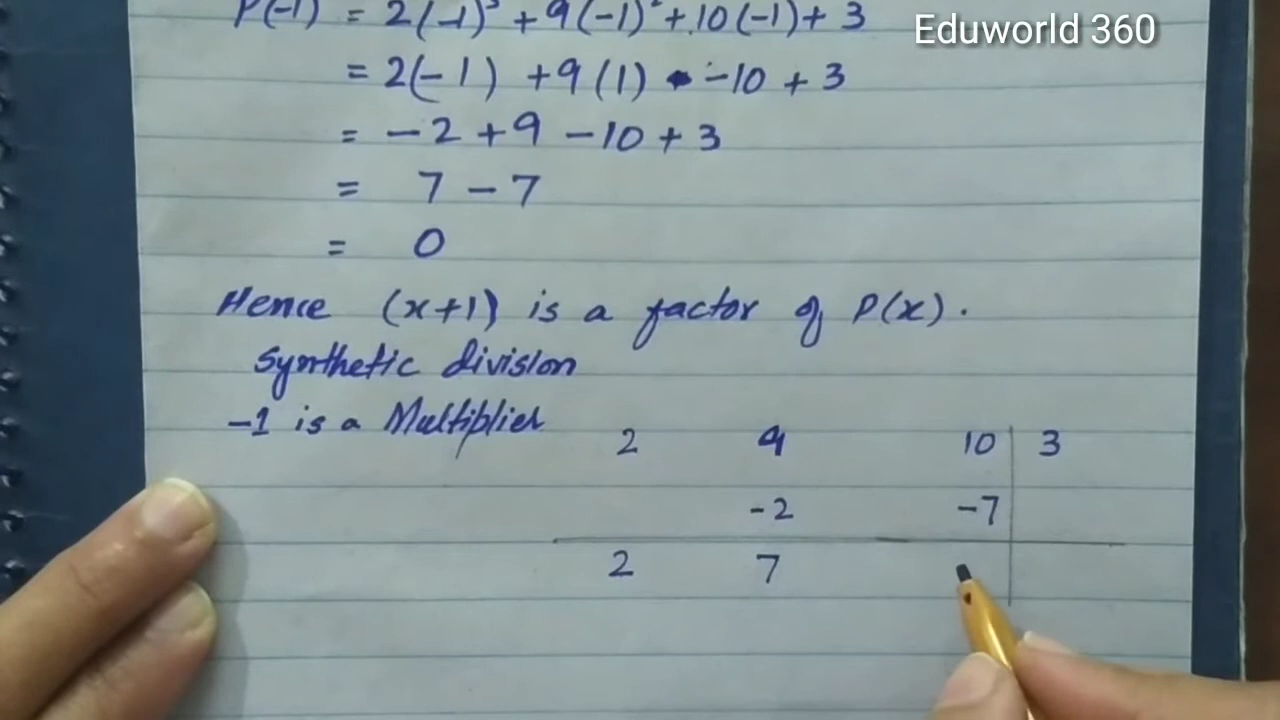 P(-1) = 2(-1)³ + 9(-1)² + 10(-1) + 3
Eduworld 360
= 2(-1) + 9(1) -10 + 3
= -2 + 9 - 10 + 3
= 7 - 7
= 0
Hence (x+1) is a factor of P(x).
Synthetic division
-1 is a Multiplier
2 9 10 3
-2 -7
2 7